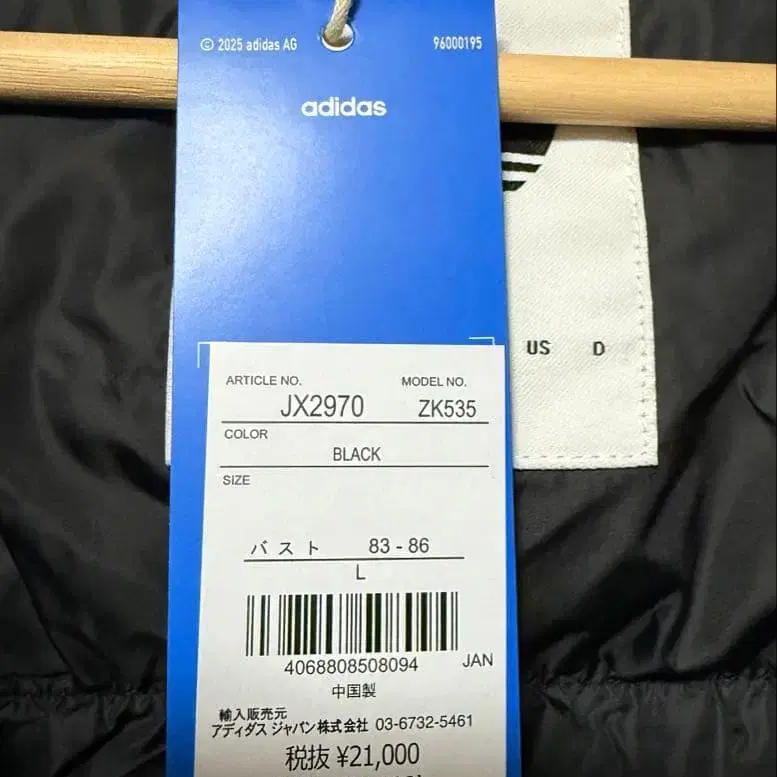 © 2025 adidas AG 96000195
adidas
US D
ARTICLE NO. MODEL NO.
JX2970 ZK535
COLOR
BLACK
SIZE
バスト 83 - 86
L
4068808508094 JAN
中国製
輸入販売元
アディダス ジャパン株式会社 03-6732-5461
税抜 ¥21,000